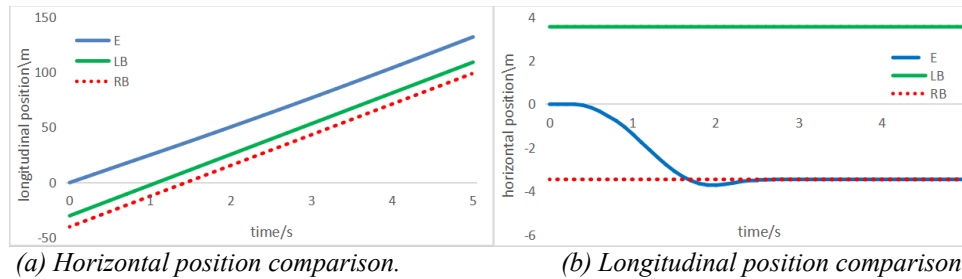 150
100
50
0
-50
longitudinal position\m
E
LB
RB
0 1 2 3 4 5
time/s
(a) Horizontal position comparison.
4
2
0
-2
-4
-6
horizontal position\m
E
LB
RB
0 1 2 3 4
time/s
(b) Longitudinal position comparison